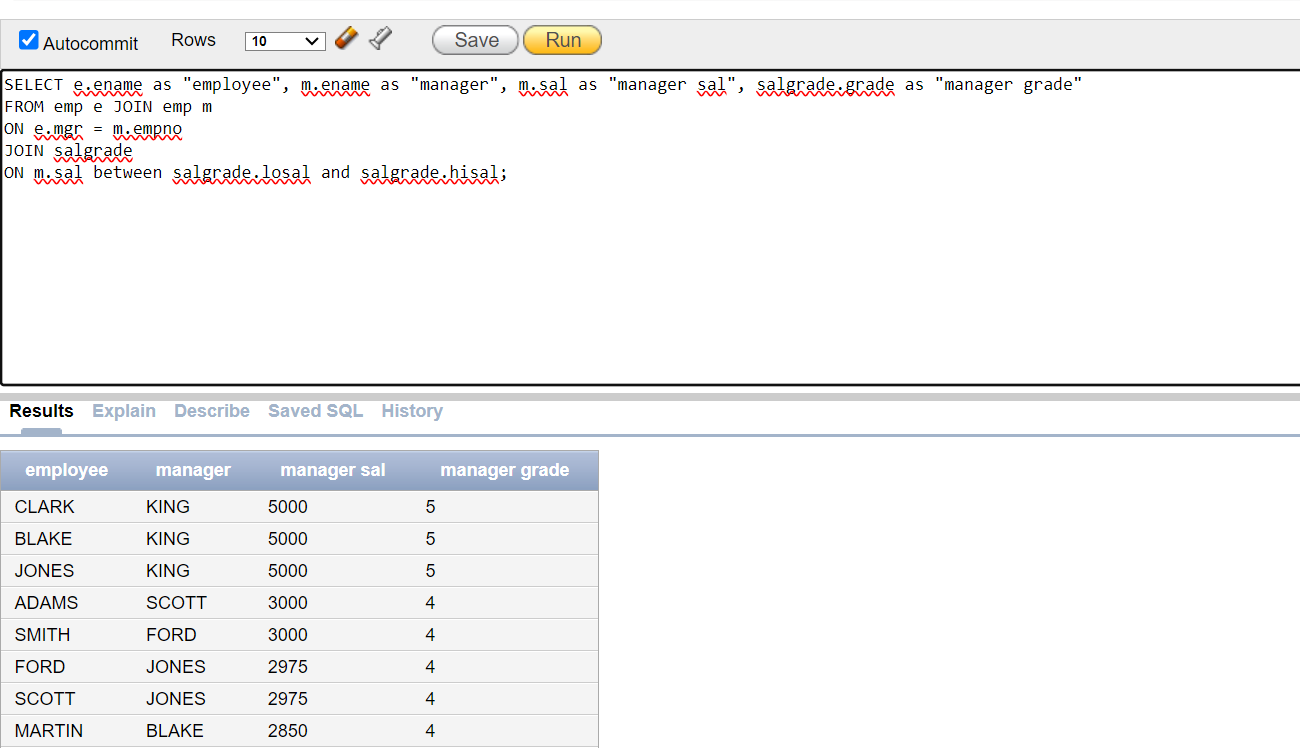 Autocommit Rows 10 Save Run
SELECT e.ename as "employee", m.ename as "manager", m.sal as "manager sal", salgrade.grade as "manager grade"
FROM emp e JOIN emp m
ON e.mgr = m.empno
JOIN salgrade
ON m.sal between salgrade.losal and salgrade.hisal;
Results Explain Describe Saved SQL History
employee manager manager sal manager grade
CLARK KING 5000 5
BLAKE KING 5000 5
JONES KING 5000 5
ADAMS SCOTT 3000 4
SMITH FORD 3000 4
FORD JONES 2975 4
SCOTT JONES 2975 4
MARTIN BLAKE 2850 4